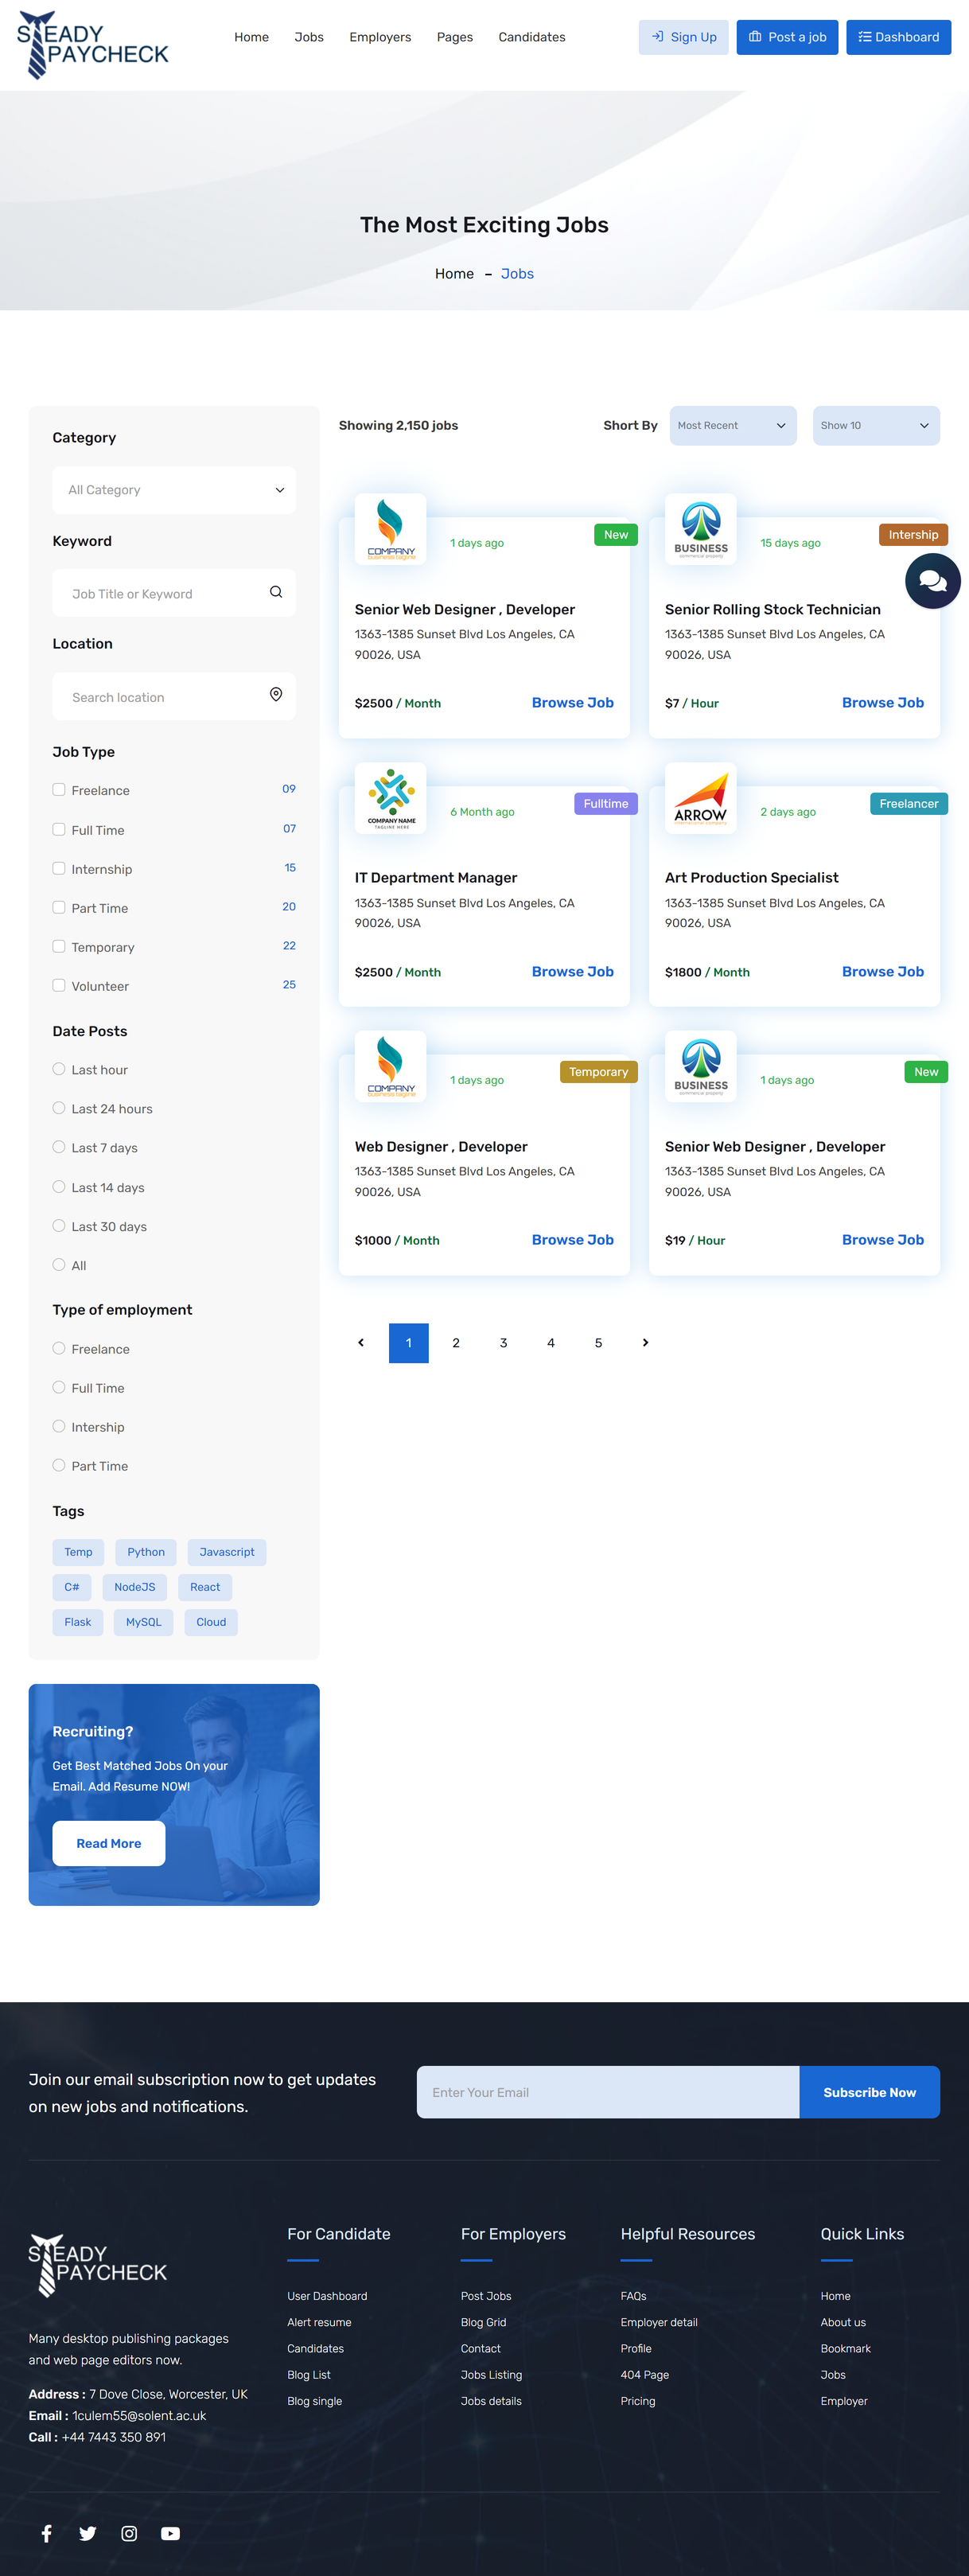 STEADY
PAYCHECK
Home
Jobs
Employers
Pages
Candidates
Sign Up
Post a job
Dashboard
The Most Exciting Jobs
Home – Jobs
Category
All Category
Keyword
Job Title or Keyword
Location
Search location
Job Type
Freelance 09
Full Time 07
Internship 15
Part Time 20
Temporary 22
Volunteer 25
Date Posts
Last hour
Last 24 hours
Last 7 days
Last 14 days
Last 30 days
All
Type of employment
Freelance
Full Time
Intership
Part Time
Tags
Temp
Python
Javascript
C#
NodeJS
React
Flask
MySQL
Cloud
Recruiting?
Get Best Matched Jobs On your
Email. Add Resume NOW!
Read More
Showing 2,150 jobs
Short By
Most Recent
Show 10
COMPANY
business tagline
1 days ago
New
Senior Web Designer , Developer
1363-1385 Sunset Blvd Los Angeles, CA
90026, USA
$2500 / Month
Browse Job
BUSINESS
commercial property
15 days ago
Intership
Senior Rolling Stock Technician
1363-1385 Sunset Blvd Los Angeles, CA
90026, USA
$7 / Hour
Browse Job
COMPANY NAME
TAGLINE HERE
6 Month ago
Fulltime
IT Department Manager
1363-1385 Sunset Blvd Los Angeles, CA
90026, USA
$2500 / Month
Browse Job
ARROW
2 days ago
Freelancer
Art Production Specialist
1363-1385 Sunset Blvd Los Angeles, CA
90026, USA
$1800 / Month
Browse Job
COMPANY
business tagline
1 days ago
Temporary
Web Designer , Developer
1363-1385 Sunset Blvd Los Angeles, CA
90026, USA
$1000 / Month
Browse Job
BUSINESS
commercial property
1 days ago
New
Senior Web Designer , Developer
1363-1385 Sunset Blvd Los Angeles, CA
90026, USA
$19 / Hour
Browse Job
1 2 3 4 5
Join our email subscription now to get updates
on new jobs and notifications.
Enter Your Email
Subscribe Now
STEADY
PAYCHECK
Many desktop publishing packages
and web page editors now.
Address : 7 Dove Close, Worcester, UK
Email : 1culem55@solent.ac.uk
Call : +44 7443 350 891
For Candidate
User Dashboard
Alert resume
Candidates
Blog List
Blog single
For Employers
Post Jobs
Blog Grid
Contact
Jobs Listing
Jobs details
Helpful Resources
FAQs
Employer detail
Profile
404 Page
Pricing
Quick Links
Home
About us
Bookmark
Jobs
Employer